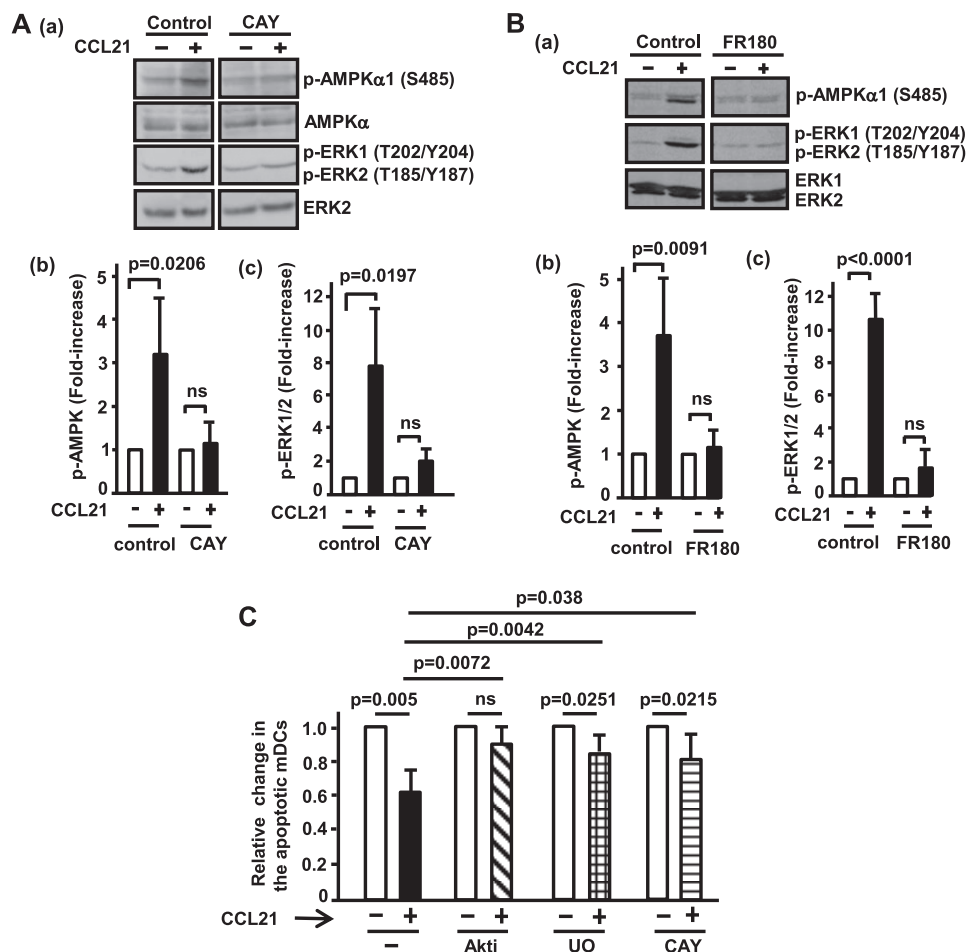 A
Control CAY
CCL21 − + − +
p-AMPKα1 (S485)
AMPKα
p-ERK1 (T202/Y204)
p-ERK2 (T185/Y187)
ERK2
(a)
(b)
p=0.0206
p-AMPK (Fold-increase)
5
4
3
2
1
0
ns
CCL21 - + - +
control CAY
(c)
p=0.0197
p-ERK1/2 (Fold-increase)
12
10
8
6
4
2
0
ns
CCL21 - + - +
control CAY
B
(a)
Control FR180
CCL21 − + − +
p-AMPKα1 (S485)
p-ERK1 (T202/Y204)
p-ERK2 (T185/Y187)
ERK1
ERK2
(b)
p=0.0091
p-AMPK (Fold-increase)
5
4
3
2
1
0
ns
CCL21 - + - +
control FR180
(c)
p<0.0001
p-ERK1/2 (Fold-increase)
12
10
8
6
4
2
0
ns
CCL21 - + - +
control FR180
C
p=0.038
p=0.0042
p=0.0072
p=0.005 ns p=0.0251 p=0.0215
Relative change in
the apoptotic mDCs
1.0
0.8
0.6
0.4
0.2
0
CCL21 → − + − + − + − +
− Akti UO CAY